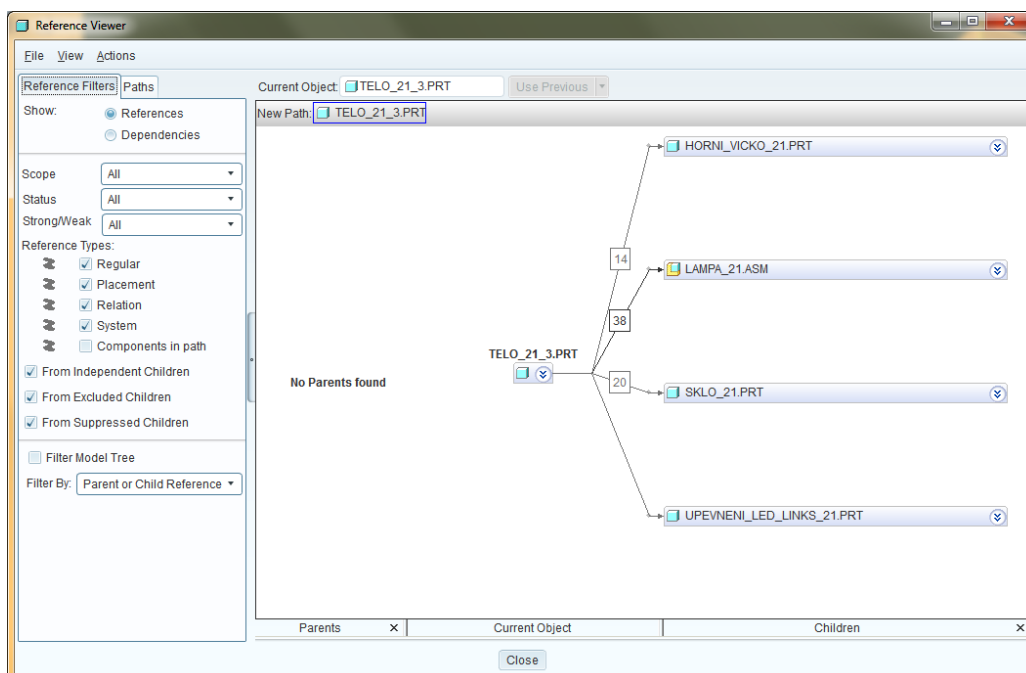 Reference Viewer
File View Actions
Reference Filters Paths
Current Object: TELO_21_3.PRT Use Previous
New Path: TELO_21_3.PRT
Show: References
Dependencies
Scope All
Status All
Strong/Weak All
Reference Types:
Regular
Placement
Relation
System
Components in path
From Independent Children
From Excluded Children
From Suppressed Children
Filter Model Tree
Filter By: Parent or Child Reference
HORNI_VICKO_21.PRT
14
LAMPA_21.ASM
38
TELO_21_3.PRT
No Parents found
20
SKLO_21.PRT
UPEVNENI_LED_LINKS_21.PRT
Parents Current Object Children
Close